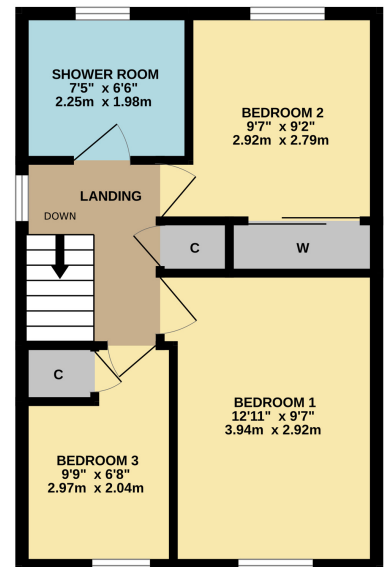 SHOWER ROOM
7'5" x 6'6"
2.25m x 1.98m
BEDROOM 2
9'7" x 9'2"
2.92m x 2.79m
LANDING
DOWN
C
W
C
BEDROOM 1
12'11" x 9'7"
3.94m x 2.92m
BEDROOM 3
9'9" x 6'8"
2.97m x 2.04m